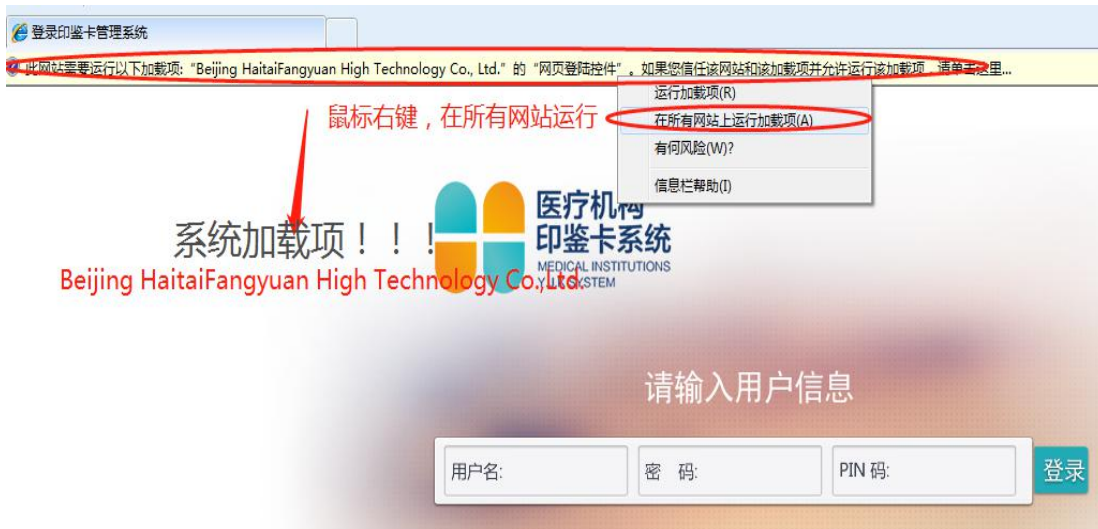 登录印鉴卡管理系统
此网站需要运行以下加载项: “Beijing HaitaiFangyuan High Technology Co., Ltd.” 的 “网页登陆控件” 。如果您信任该网站和该加载项并允许运行该加载项,请单击这里...
运行加载项(R)
鼠标右键,在所有网站运行
在所有网站上运行加载项(A)
有何风险(W)?
信息栏帮助(I)
医疗机构
印鉴卡系统
MEDICAL INSTITUTIONS
系统加载项!!!
Beijing HaitaiFangyuan High Technology Co.,Ltd.
请输入用户信息
用户名:
密 码:
PIN 码:
登录